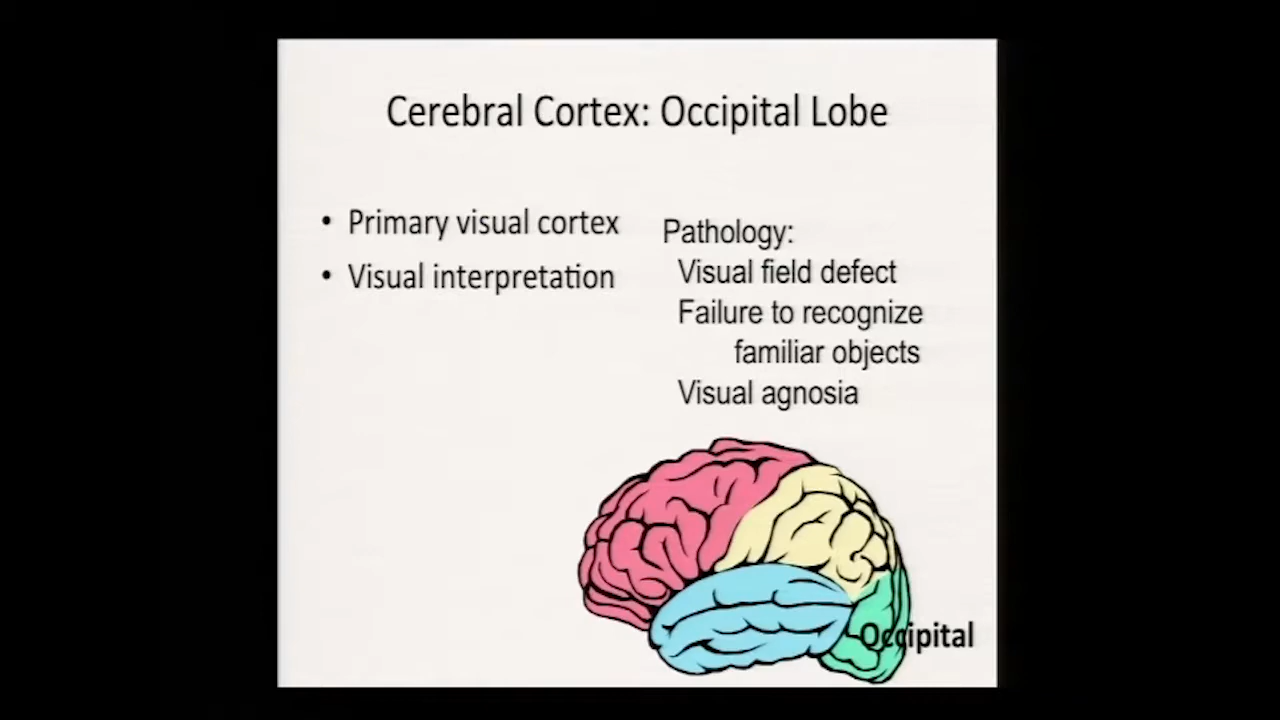 Cerebral Cortex: Occipital Lobe
• Primary visual cortex
• Visual interpretation
Pathology:
Visual field defect
Failure to recognize
familiar objects
Visual agnosia
Occipital